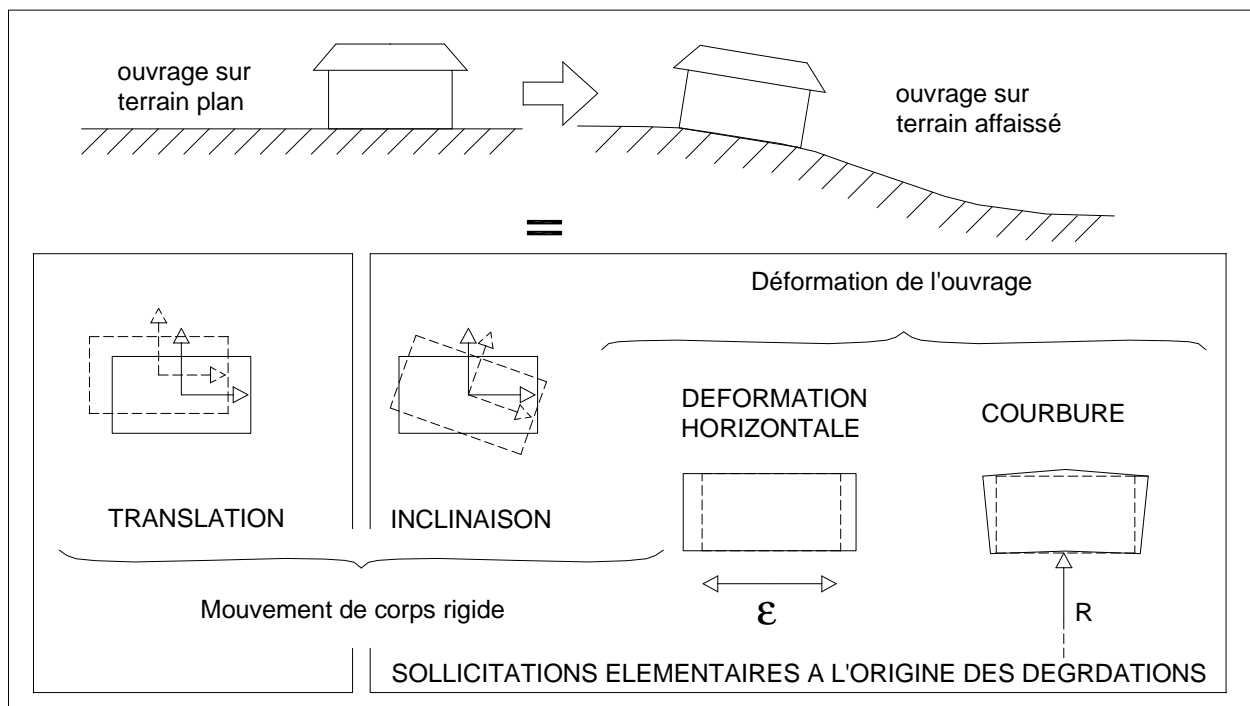 ouvrage sur
terrain plan
ouvrage sur
terrain affaissé
=
Déformation de l'ouvrage
DEFORMATION
HORIZONTALE
COURBURE
TRANSLATION
INCLINAISON
Mouvement de corps rigide
ε
R
SOLLICITATIONS ELEMENTAIRES A L'ORIGINE DES DEGRDATIONS